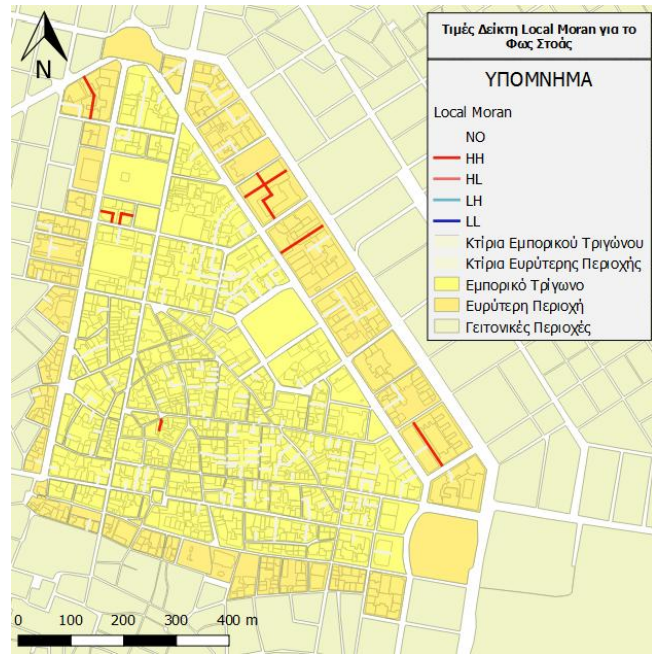 N
Τιμές Δείκτη Local Moran για το
Φως Στοάς
ΥΠΟΜΝΗΜΑ
Local Moran
NO
HH
HL
LH
LL
Κτίρια Εμπορικού Τριγώνου
Κτίρια Ευρύτερης Περιοχής
Εμπορικό Τρίγωνο
Ευρύτερη Περιοχή
Γειτονικές Περιοχές
0 100 200 300 400 m